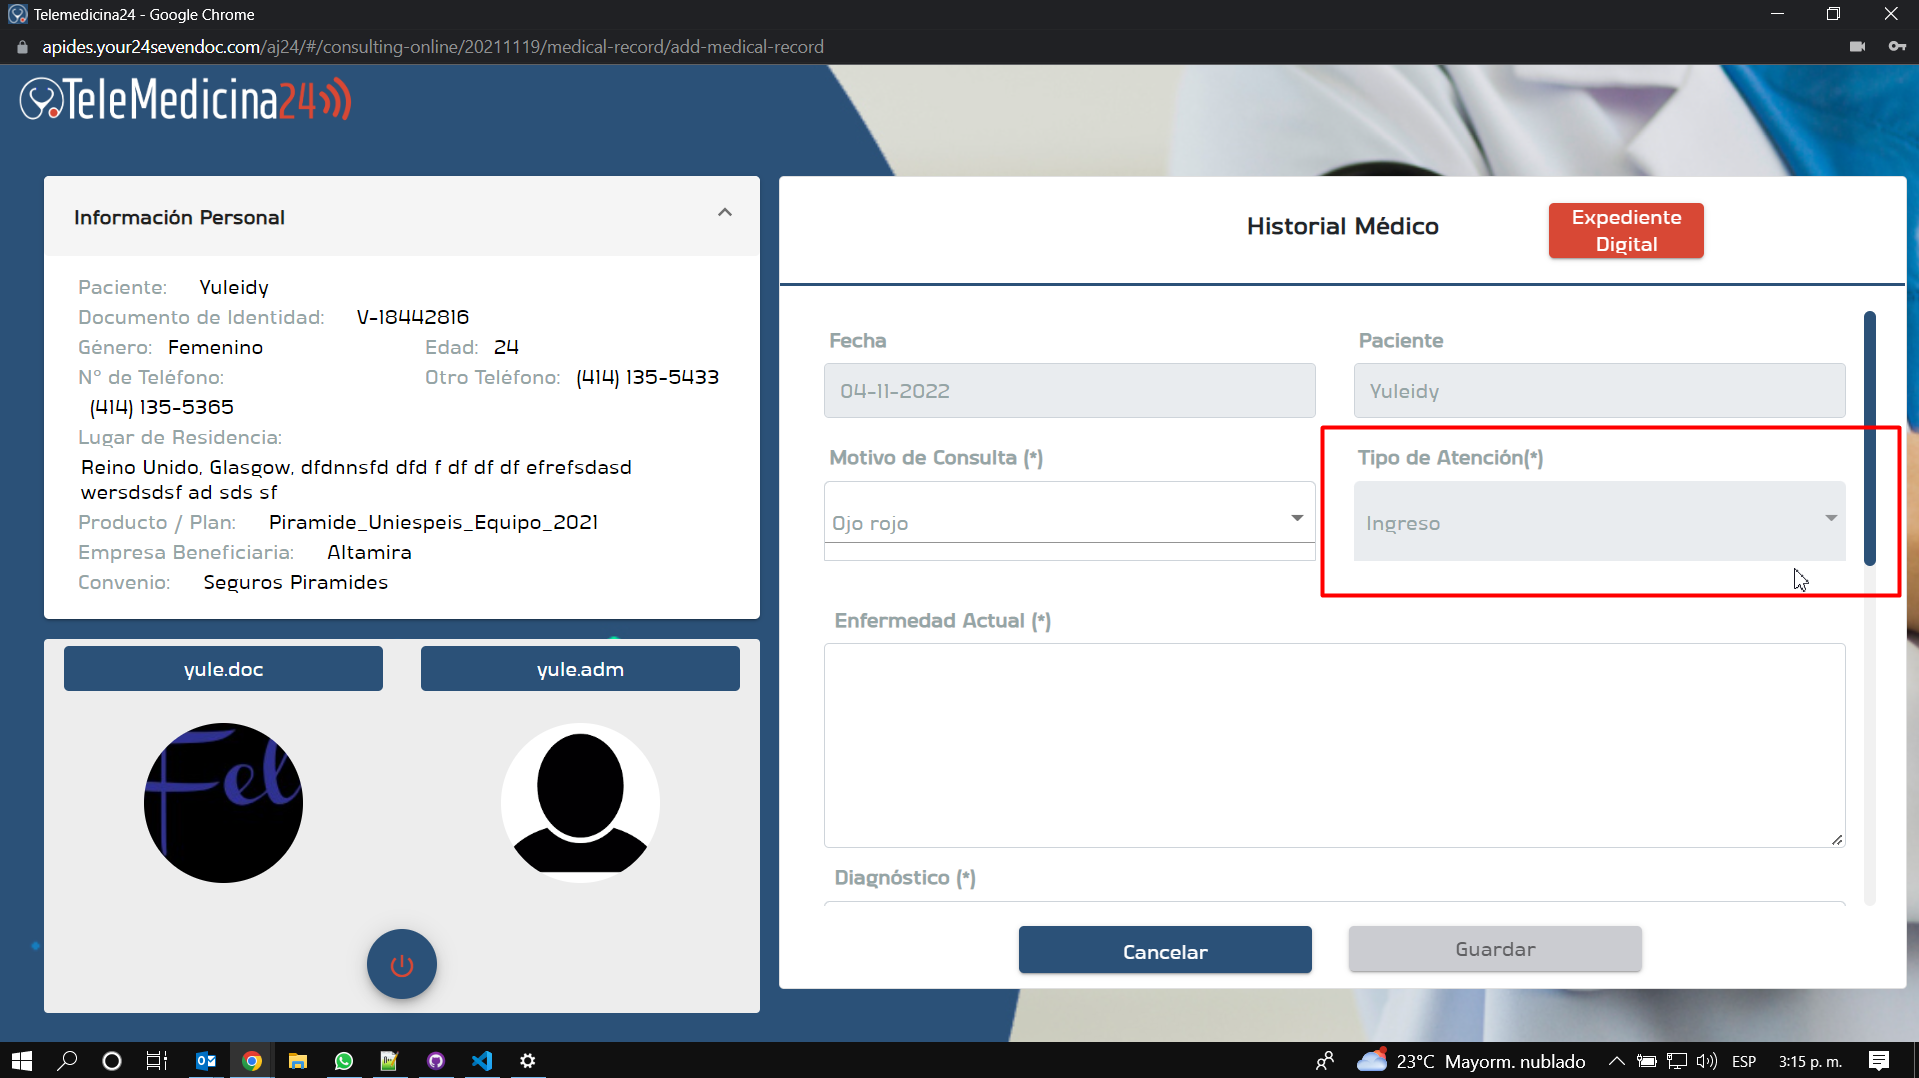 Telemedicina24 - Google Chrome
apides.your24sevendoc.com/aj24/#/consulting-online/20211119/medical-record/add-medical-record
TeleMedicina24
Información Personal
Paciente: Yuleidy
Documento de Identidad: V-18442816
Género: Femenino Edad: 24
N° de Teléfono: Otro Teléfono: (414) 135-5433
(414) 135-5365
Lugar de Residencia:
Reino Unido, Glasgow, dfdnnsfd dfd f df df df efrefsdasd
wersdsdsf ad sds sf
Producto / Plan: Piramide_Uniespeis_Equipo_2021
Empresa Beneficiaria: Altamira
Convenio: Seguros Piramides
yule.doc
yule.adm
Fel
Historial Médico
Expediente
Digital
Fecha
Paciente
04-11-2022
Yuleidy
Motivo de Consulta (*)
Tipo de Atención(*)
Ojo rojo
Ingreso
Enfermedad Actual (*)
Diagnóstico (*)
Cancelar
Guardar
23°C Mayorm. nublado
ESP
3:15 p. m.